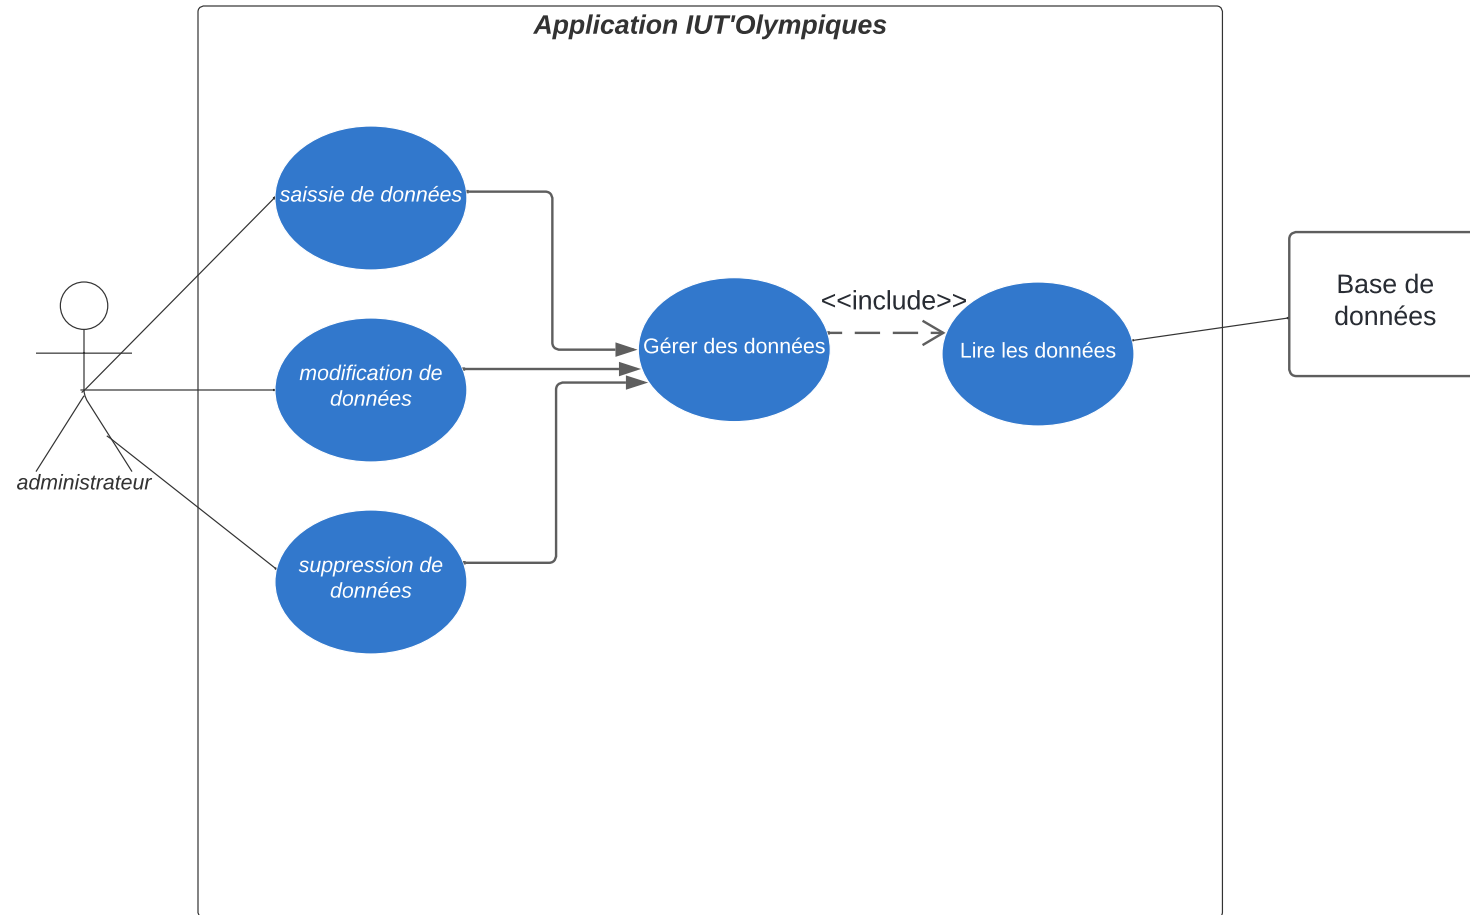 Application IUT'Olympiques
saissie de données
modification de
données
suppression de
données
administrateur
Gérer des données
<<include>>
Lire les données
Base de
données